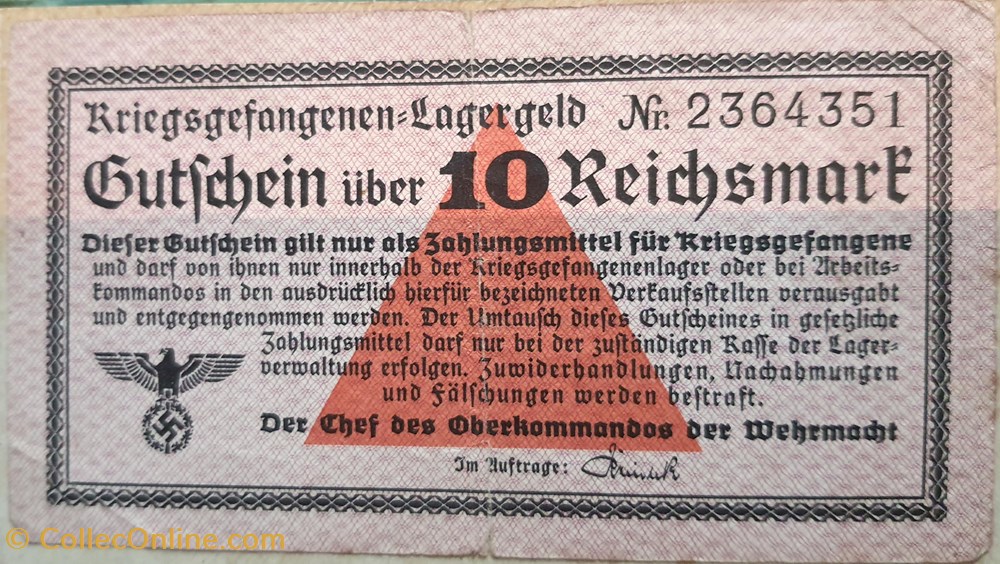 Kriegsgefangenen-Lagergeld Nr. 2364351
Gutschein über 10 Reichsmark
Dieser Gutschein gilt nur als Zahlungsmittel für Kriegsgefangene
und darf von ihnen nur innerhalb der Kriegsgefangenenlager oder bei Arbeits-
kommandos in den ausdrücklich hierfür bezeichneten Verkaufsstellen verausgabt
und entgegengenommen werden. Der Umtausch dieses Gutscheines in gesetzliche
Zahlungsmittel darf nur bei der zuständigen Kasse der Lager-
verwaltung erfolgen. Zuwiderhandlungen, Nachahmungen
und Fälschungen werden bestraft.
Der Chef des Oberkommandos der Wehrmacht
Im Auftrage:
© CollecOnline.com